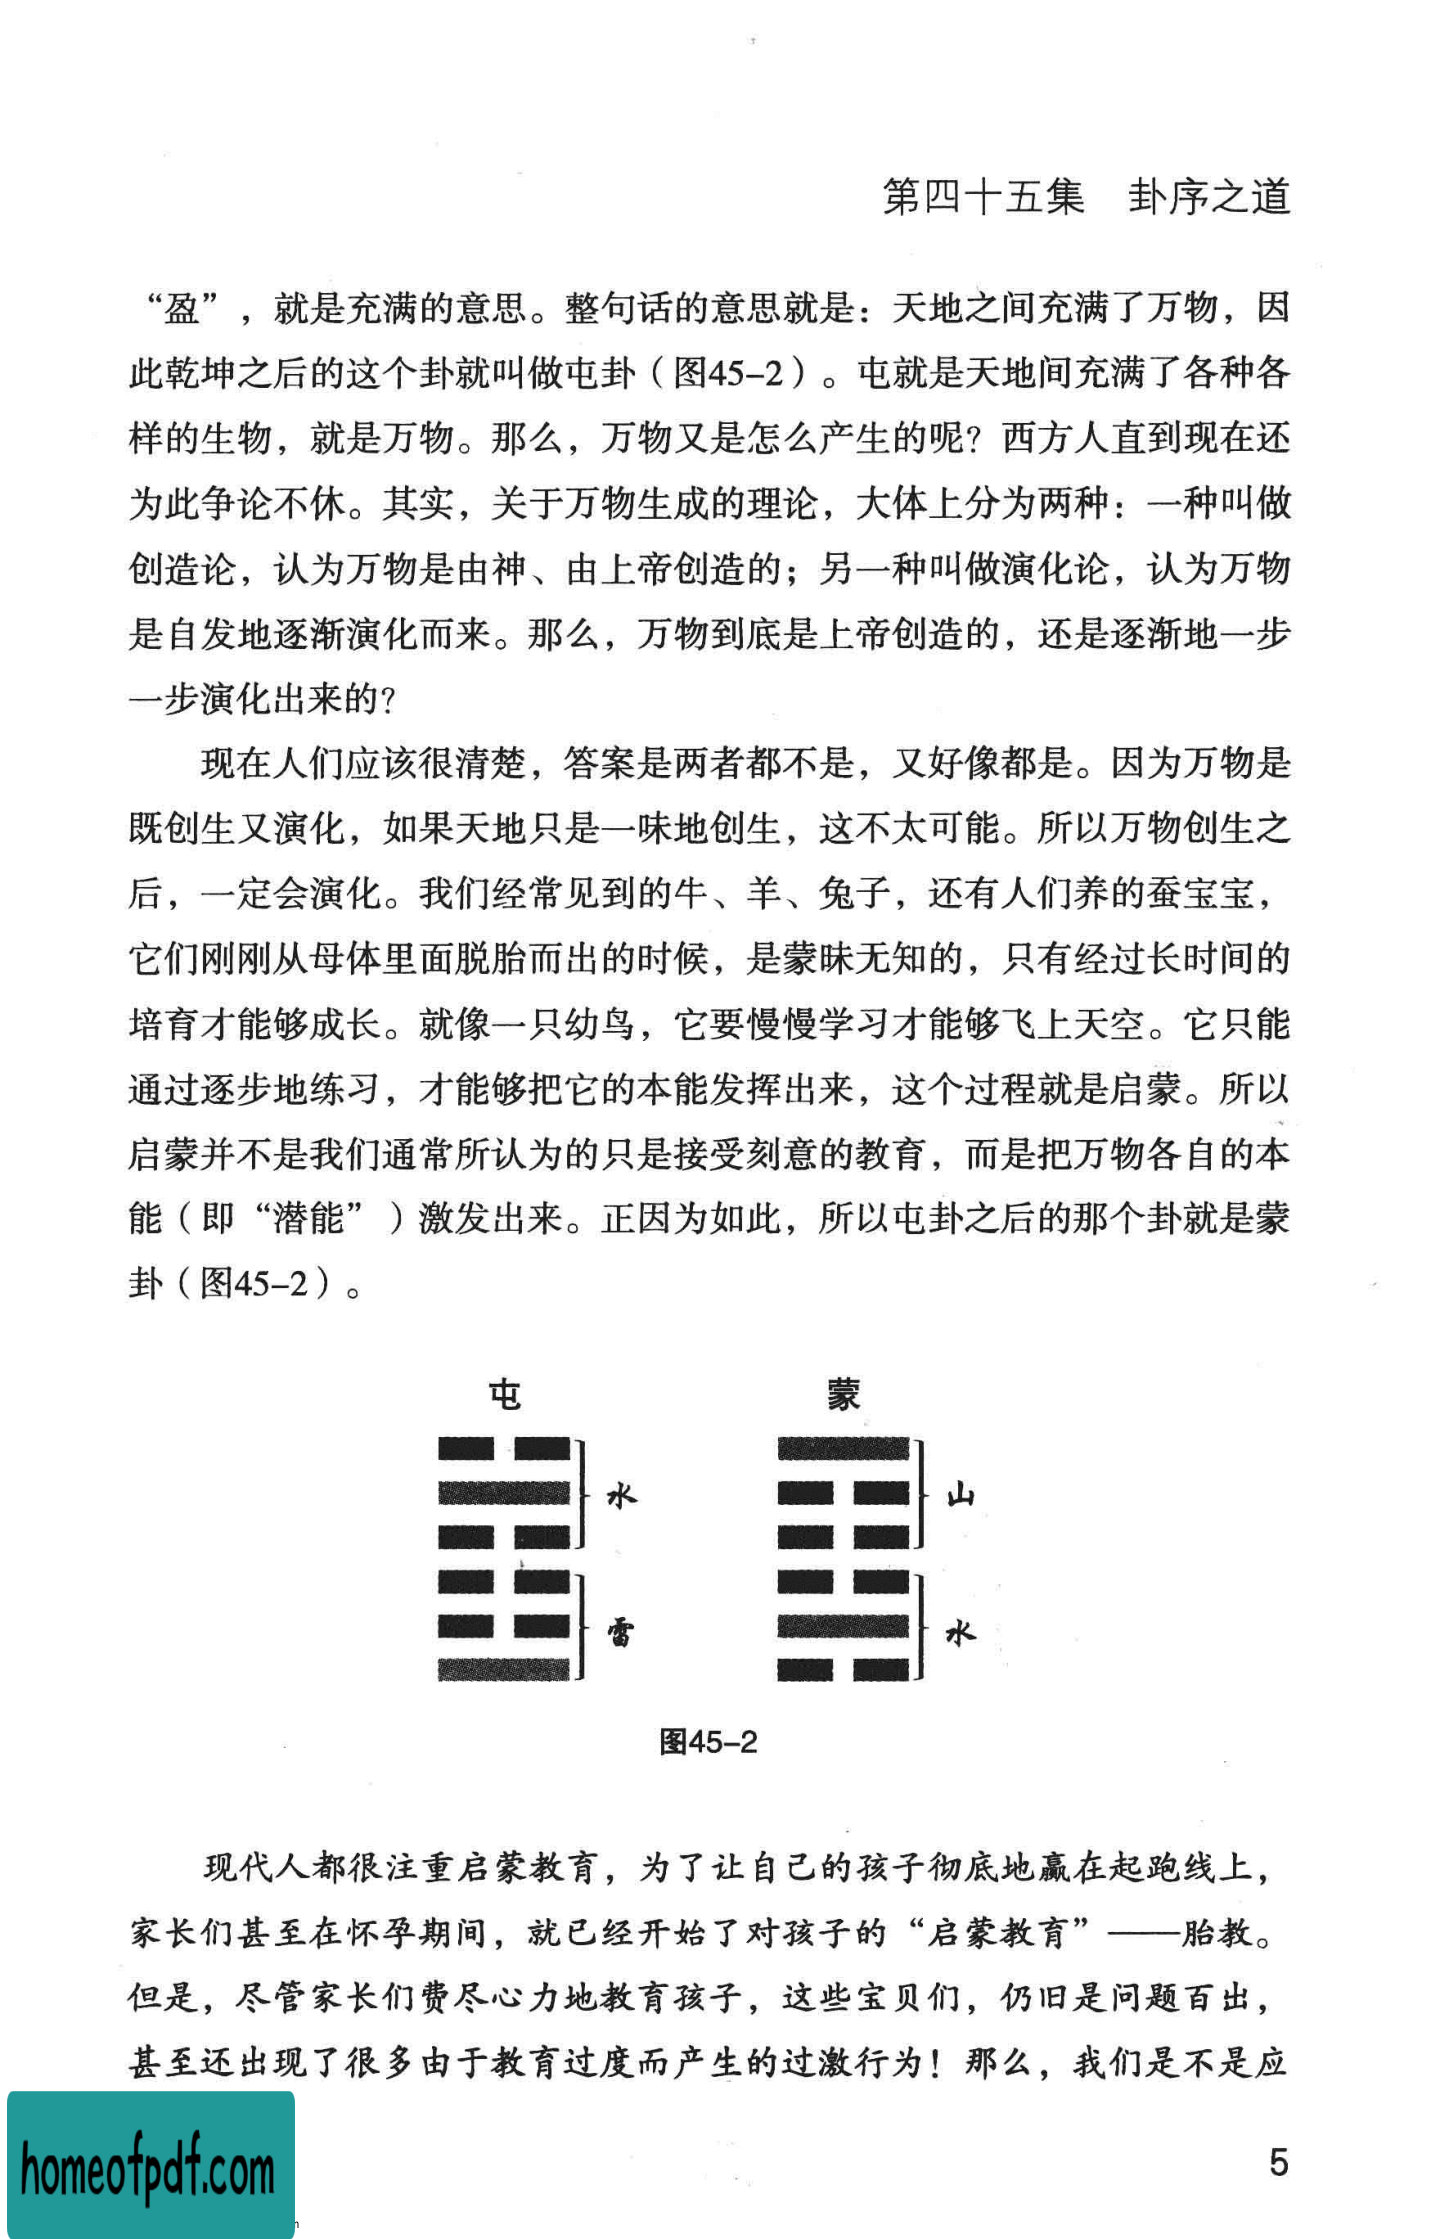 第四十五集　卦序之道
“盈”，就是充满的意思。整句话的意思就是：天地之间充满了万物，因
此乾坤之后的这个卦就叫做屯卦（图45–2）。屯就是天地间充满了各种各
样的生物，就是万物。那么，万物又是怎么产生的呢？西方人直到现在还
为此争论不休。其实，关于万物生成的理论，大体上分为两种：一种叫做
创造论，认为万物是由神、由上帝创造的；另一种叫做演化论，认为万物
是自发地逐渐演化而来。那么，万物到底是上帝创造的，还是逐渐地一步
一步演化出来的？
现在人们应该很清楚，答案是两者都不是，又好像都是。因为万物是
既创生又演化，如果天地只是一味地创生，这不太可能。所以万物创生之
后，一定会演化。我们经常见到的牛、羊、兔子，还有人们养的蚕宝宝，
它们刚刚从母体里面脱胎而出的时候，是蒙昧无知的，只有经过长时间的
培育才能够成长。就像一只幼鸟，它要慢慢学习才能够飞上天空。它只能
通过逐步地练习，才能够把它的本能发挥出来，这个过程就是启蒙。所以
启蒙并不是我们通常所认为的只是接受刻意的教育，而是把万物各自的本
能（即“潜能”）激发出来。正因为如此，所以屯卦之后的那个卦就是蒙
卦（图45–2）。
屯　蒙
水　山
雷　水
图45–2
现代人都很注重启蒙教育，为了让自己的孩子彻底地赢在起跑线上，
家长们甚至在怀孕期间，就已经开始了对孩子的“启蒙教育”——胎教。
但是，尽管家长们费尽心力地教育孩子，这些宝贝们，仍旧是问题百出，
甚至还出现了很多由于教育过度而产生的过激行为！那么，我们是不是应
5
homeofpdf.com